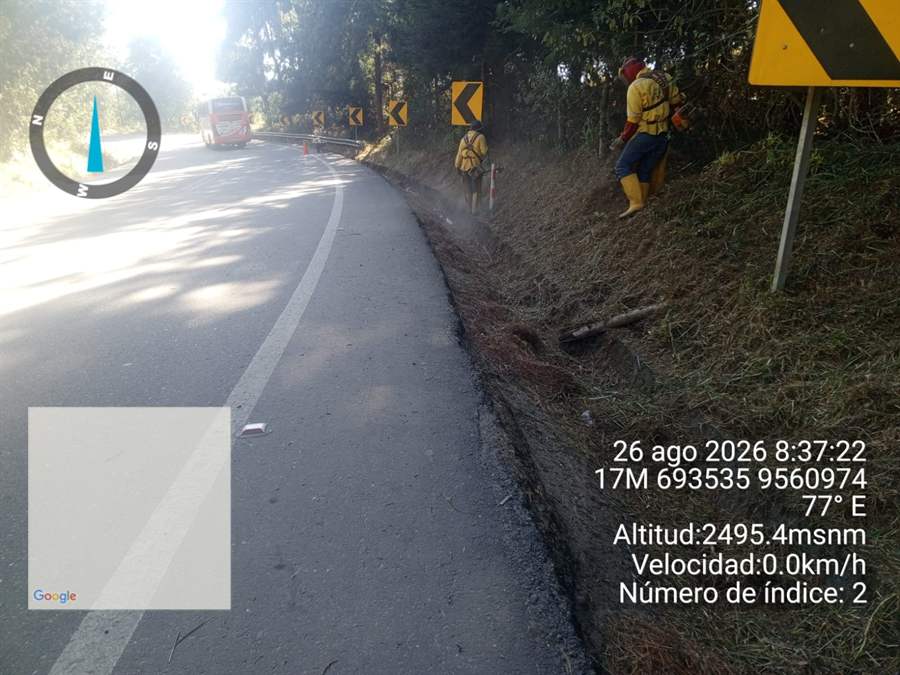 E
N
S
W
26 ago 2026 8:37:22
17M 693535 9560974
77° E
Altitud:2495.4msnm
Velocidad:0.0km/h
Número de índice: 2
Google